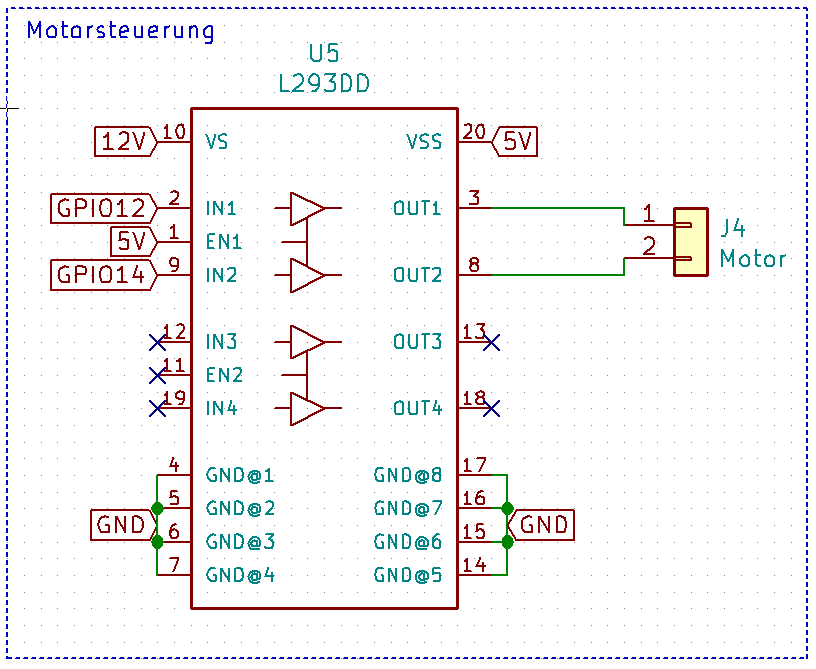 Motorsteuerung
U5
L293DD
12V 10 VS VSS 20 5V
GPIO12 2 IN1 OUT1 3
1 J4
5V 1 EN1
2 Motor
GPIO14 9 IN2 OUT2 8
12 IN3 OUT3 13
11 EN2
19 IN4 OUT4 18
4 GND@1 GND@8 17
5 GND@2 GND@7 16
GND GND
6 GND@3 GND@6 15
7 GND@4 GND@5 14